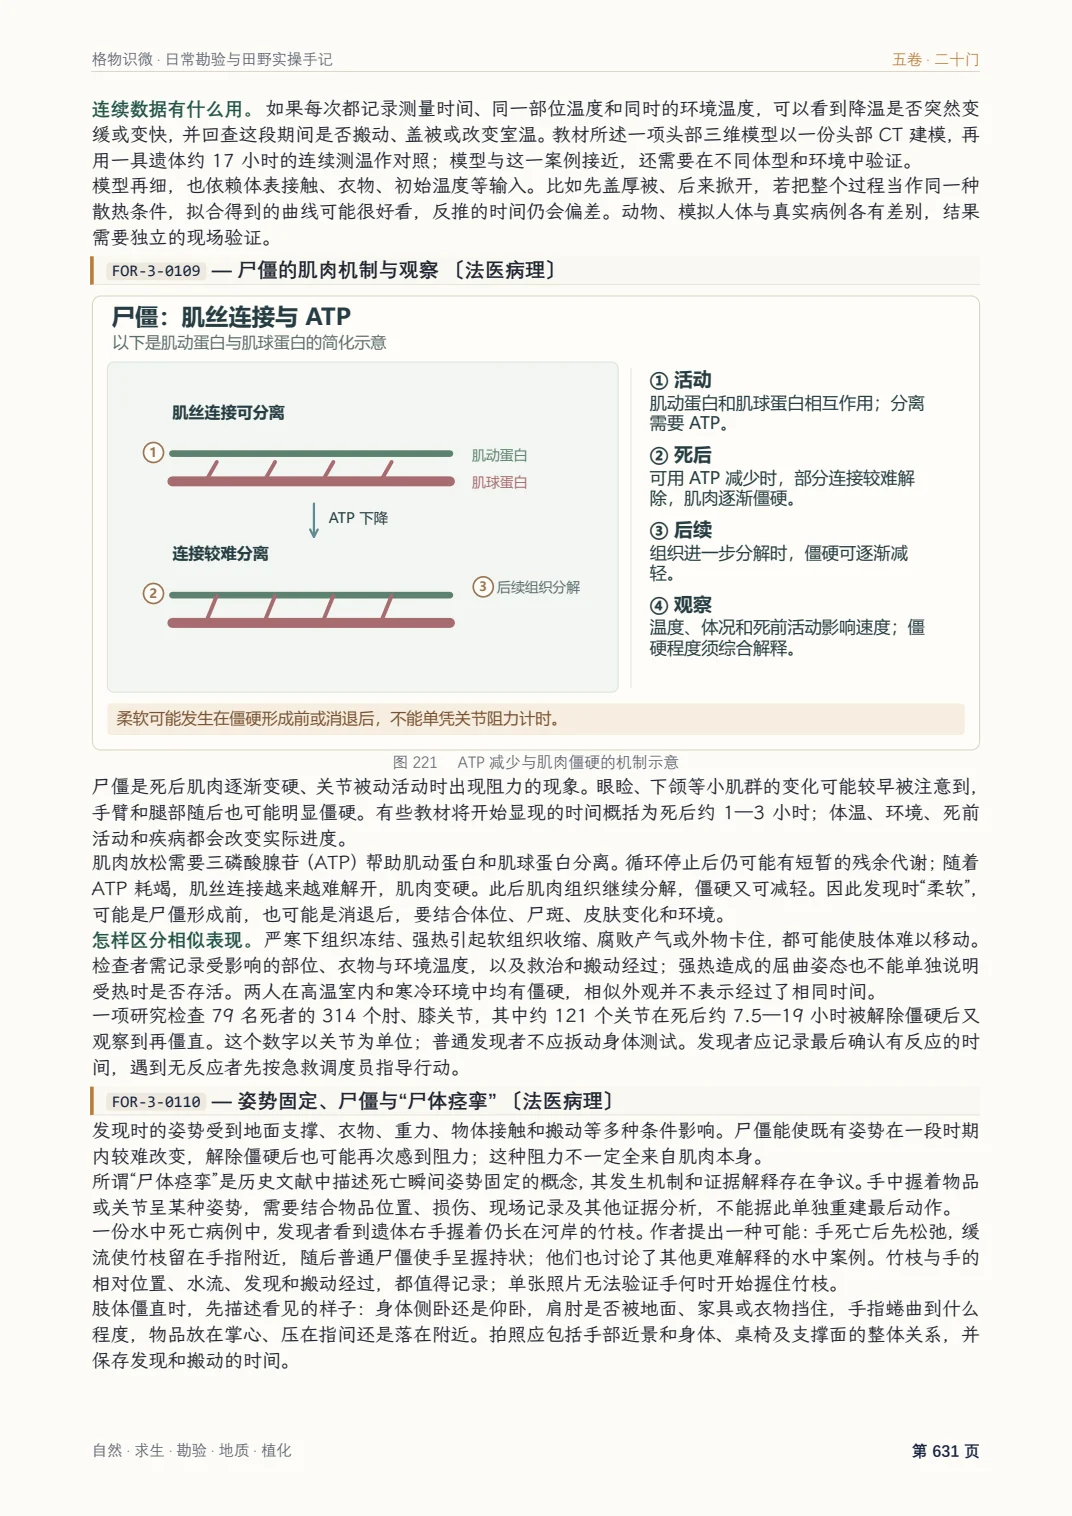 格物识微 · 日常勘验与田野实操手记
五卷 · 二十门
连续数据有什么用。 如果每次都记录测量时间、同一部位温度和同时的环境温度，可以看到降温是否突然变
缓或变快，并回查这段期间是否搬动、盖被或改变室温。教材所述一项头部三维模型以一份头部 CT 建模，再
用一具遗体约 17 小时的连续测温作对照；模型与这一案例接近，还需要在不同体型和环境中验证。
模型再细，也依赖体表接触、衣物、初始温度等输入。比如先盖厚被、后来掀开，若把整个过程当作同一种
散热条件，拟合得到的曲线可能很好看，反推的时间仍会偏差。动物、模拟人体与真实病例各有差别，结果
需要独立的现场验证。
FOR-3-0109 — 尸僵的肌肉机制与观察 〔法医病理〕
尸僵：肌丝连接与 ATP
以下是肌动蛋白与肌球蛋白的简化示意
肌丝连接可分离
①
肌动蛋白
肌球蛋白
ATP 下降
连接较难分离
②
③ 后续组织分解
① 活动
肌动蛋白和肌球蛋白相互作用；分离
需要 ATP。
② 死后
可用 ATP 减少时，部分连接较难解
除，肌肉逐渐僵硬。
③ 后续
组织进一步分解时，僵硬可逐渐减
轻。
④ 观察
温度、体况和死前活动影响速度；僵
硬程度须综合解释。
柔软可能发生在僵硬形成前或消退后，不能单凭关节阻力计时。
图 221 ATP 减少与肌肉僵硬的机制示意
尸僵是死后肌肉逐渐变硬、关节被动活动时出现阻力的现象。眼睑、下颌等小肌群的变化可能较早被注意到，
手臂和腿部随后也可能明显僵硬。有些教材将开始显现的时间概括为死后约 1—3 小时；体温、环境、死前
活动和疾病都会改变实际进度。
肌肉放松需要三磷酸腺苷 (ATP) 帮助肌动蛋白和肌球蛋白分离。循环停止后仍可能有短暂的残余代谢；随着
ATP 耗竭，肌丝连接越来越难解开，肌肉变硬。此后肌肉组织继续分解，僵硬又可减轻。因此发现时“柔软”，
可能是尸僵形成前，也可能是消退后，要结合体位、尸斑、皮肤变化和环境。
怎样区分相似表现。 严寒下组织冻结、强热引起软组织收缩、腐败产气或外物卡住，都可能使肢体难以移动。
检查者需记录受影响的部位、衣物与环境温度，以及救治和搬动经过；强热造成的屈曲姿态也不能单独说明
受热时是否存活。两人在高温室内和寒冷环境中均有僵硬，相似外观并不表示经过了相同时间。
一项研究检查 79 名死者的 314 个肘、膝关节，其中约 121 个关节在死后约 7.5—19 小时被解除僵硬后又
观察到再僵直。这个数字以关节为单位；普通发现者不应扳动身体测试。发现者应记录最后确认有反应的时
间，遇到无反应者先按急救调度员指导行动。
FOR-3-0110 — 姿势固定、尸僵与“尸体痉挛” 〔法医病理〕
发现时的姿势受到地面支撑、衣物、重力、物体接触和搬动等多种条件影响。尸僵能使既有姿势在一段时期
内较难改变，解除僵硬后也可能再次感到阻力；这种阻力不一定全来自肌肉本身。
所谓“尸体痉挛”是历史文献中描述死亡瞬间姿势固定的概念，其发生机制和证据解释存在争议。手中握着物品
或关节呈某种姿势，需要结合物品位置、损伤、现场记录及其他证据分析，不能据此单独重建最后动作。
一份水中死亡病例中，发现者看到遗体右手握着仍长在河岸的竹枝。作者提出一种可能：手死亡后先松弛，缓
流使竹枝留在手指附近，随后普通尸僵使手呈握持状；他们也讨论了其他更难解释的水中案例。竹枝与手的
相对位置、水流、发现和搬动经过，都值得记录；单张照片无法验证手何时开始握住竹枝。
肢体僵直时，先描述看见的样子：身体侧卧还是仰卧，肩肘是否被地面、家具或衣物挡住，手指蜷曲到什么
程度，物品放在掌心、压在指间还是落在附近。拍照应包括手部近景和身体、桌椅及支撑面的整体关系，并
保存发现和搬动的时间。
自然 · 求生 · 勘验 · 地质 · 植化
第 631 页